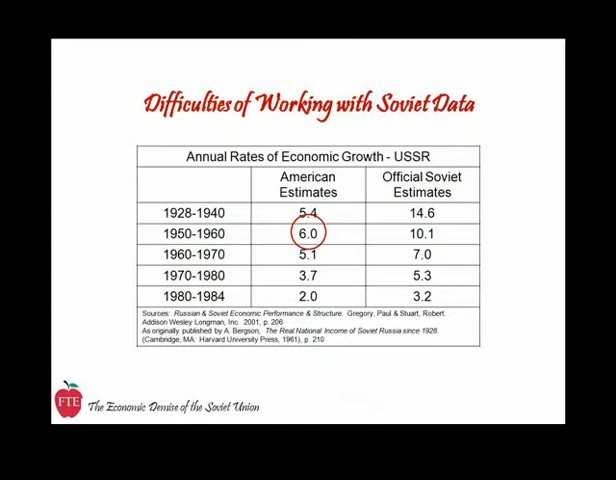 Difficulties of Working with Soviet Data
Annual Rates of Economic Growth - USSR
American Estimates Official Soviet Estimates
1928-1940 5.4 14.6
1950-1960 6.0 10.1
1960-1970 5.1 7.0
1970-1980 3.7 5.3
1980-1984 2.0 3.2
Sources: Russian & Soviet Economic Performance & Structure. Gregory, Paul & Stuart, Robert
Addison Wesley Longman, Inc. 2001, p. 206
As originally published by A. Bergson, The Real National Income of Soviet Russia since 1928.
(Cambridge, MA: Harvard University Press, 1961), p. 210
FTE The Economic Demise of the Soviet Union